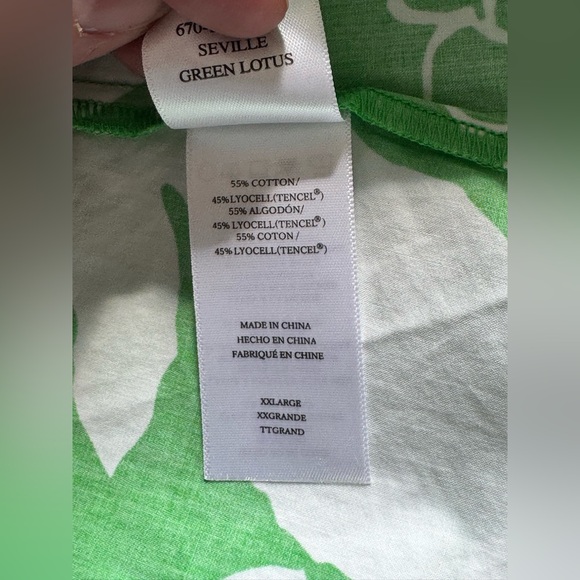 SEVILLE
GREEN LOTUS
55% COTTON/
45% LYOCELL(TENCEL®)
55% ALGODÓN/
45% LYOCELL(TENCEL®)
55% COTON /
45% LYOCELL(TENCEL®)
MADE IN CHINA
HECHO EN CHINA
FABRIQUÉ EN CHINE
XXLARGE
XXGRANDE
TTGRAND